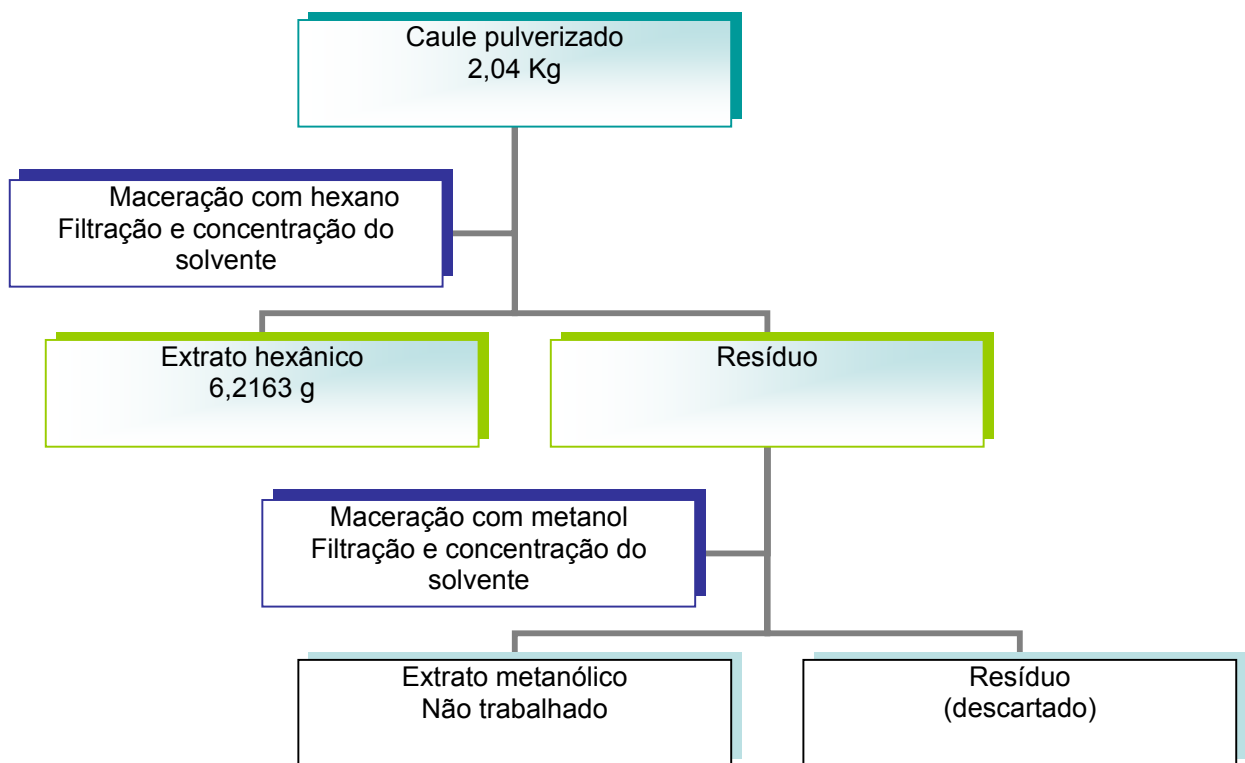 Caule pulverizado
2,04 Kg
Maceração com hexano
Filtração e concentração do
solvente
Extrato hexânico
6,2163 g
Resíduo
Maceração com metanol
Filtração e concentração do
solvente
Extrato metanólico
Não trabalhado
Resíduo
(descartado)